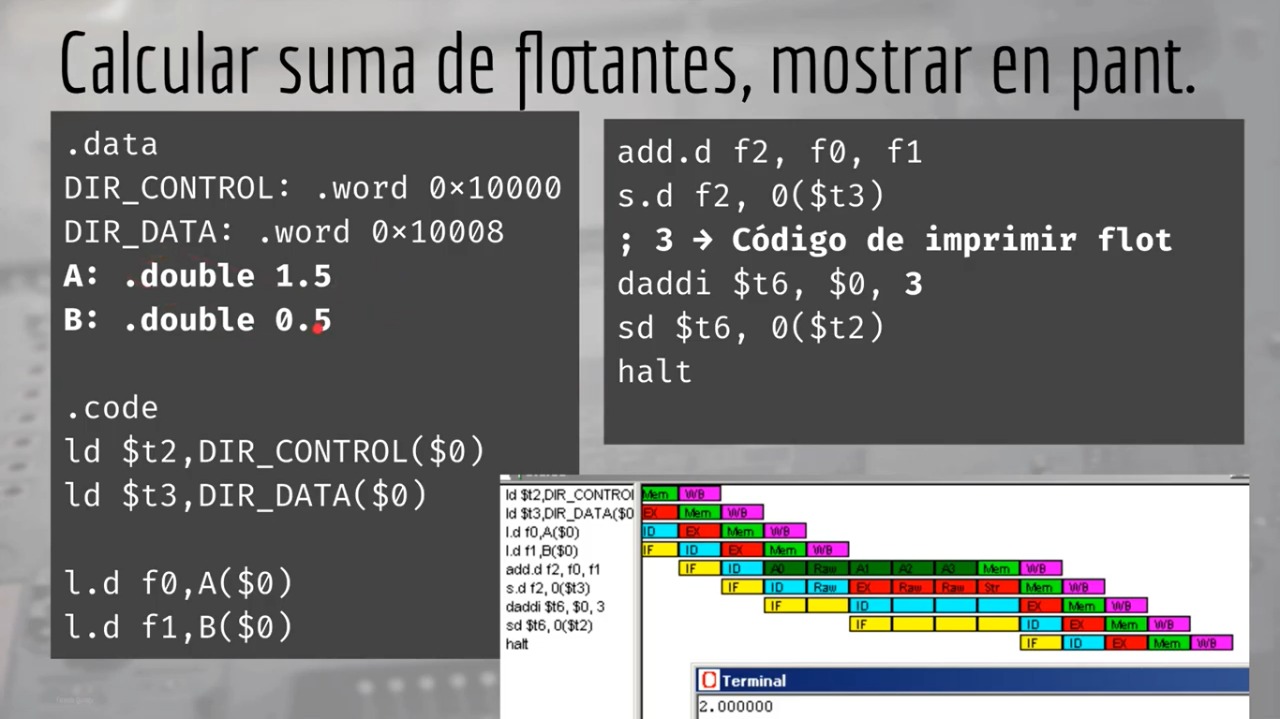 Calcular suma de flotantes, mostrar en pant.
.data
DIR_CONTROL: .word 0×10000
DIR_DATA: .word 0×10008
A: .double 1.5
B: .double 0.5
.code
ld $t2,DIR_CONTROL($0)
ld $t3,DIR_DATA($0)
l.d f0,A($0)
l.d f1,B($0)
add.d f2, f0, f1
s.d f2, 0($t3)
; 3 → Código de imprimir flot
daddi $t6, $0, 3
sd $t6, 0($t2)
halt
ld $t2,DIR_CONTROL Mem WB
ld $t3,DIR_DATA($0 EX Mem WB
l.d f0,A($0) ID EX Mem WB
l.d f1,B($0) IF ID EX Mem WB
add.d f2, f0, f1 IF ID A0 Raw A1 A2 A3 Mem WB
s.d f2, 0($t3) IF ID Raw EX Raw Raw Str Mem WB
daddi $t6, $0, 3 IF ID EX Mem WB
sd $t6, 0($t2) IF ID EX Mem WB
halt IF ID EX Mem WB
Terminal
2.000000